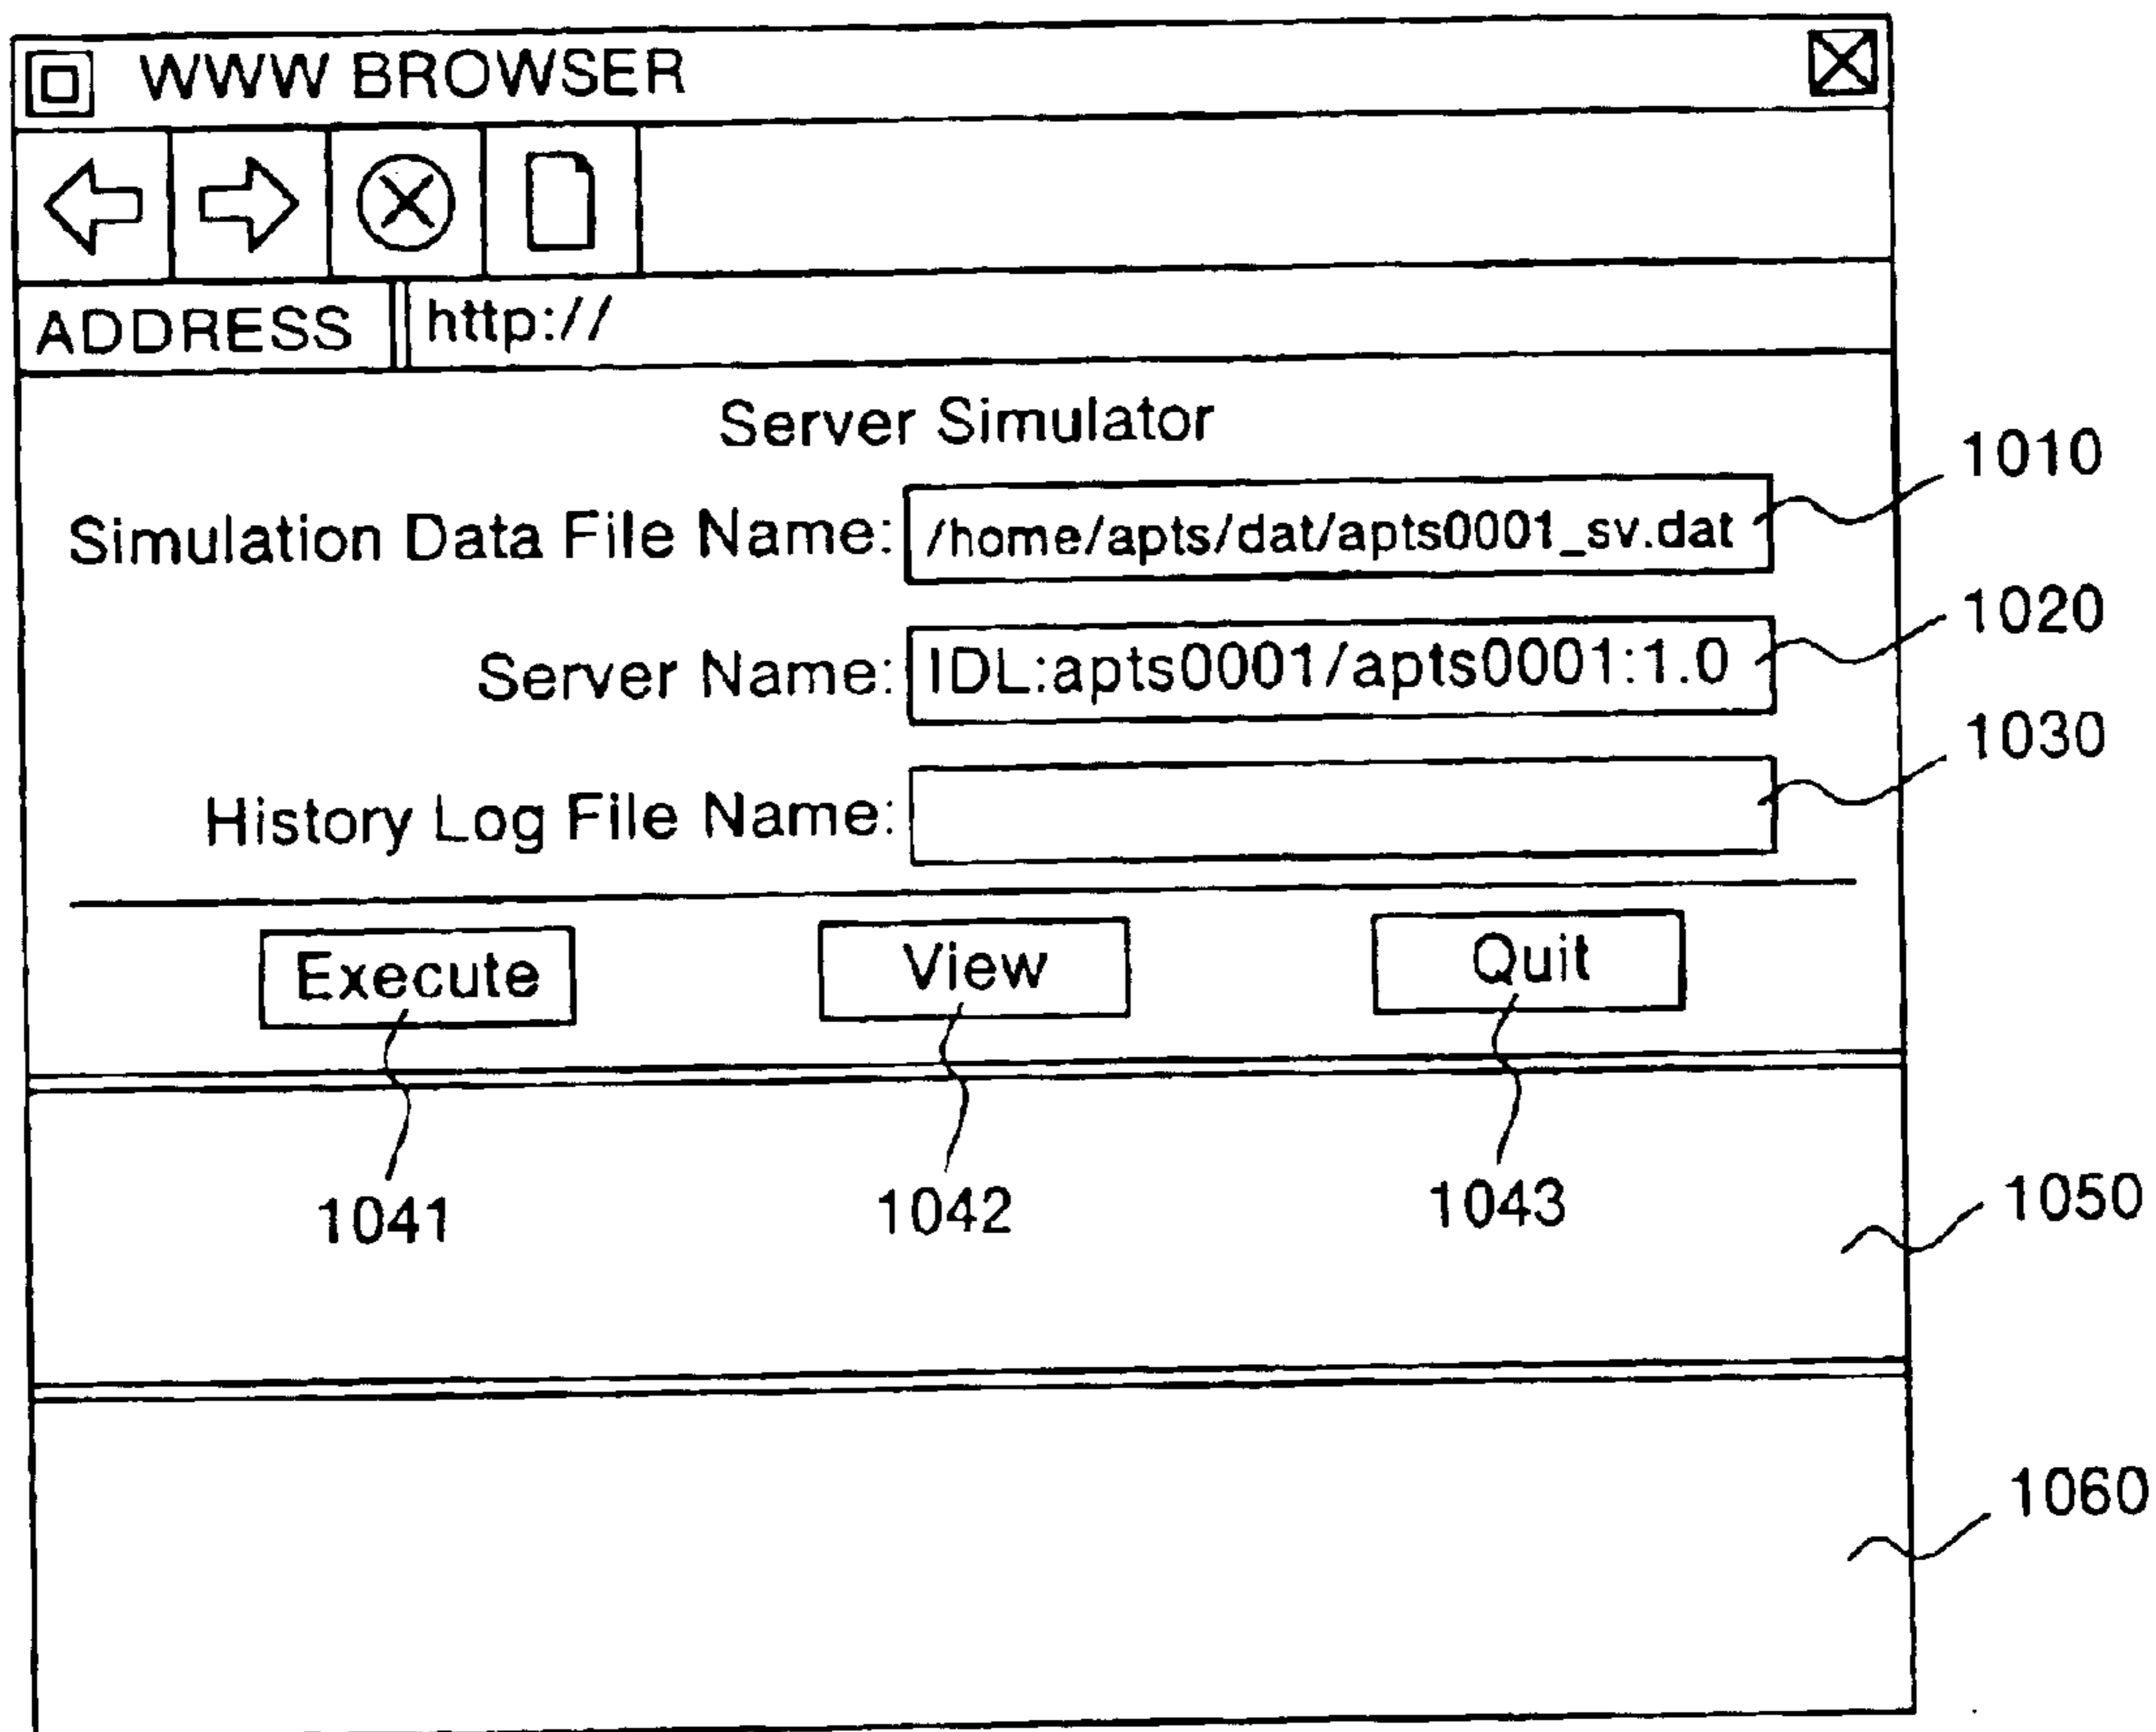 WWW BROWSER
ADDRESS http://
Server Simulator
1010
Simulation Data File Name: /home/apts/dat/apts0001_sv.dat
1020
Server Name: IDL:apts0001/apts0001:1.0
1030
History Log File Name:
Execute View Quit
1041 1042 1043
1050
1060